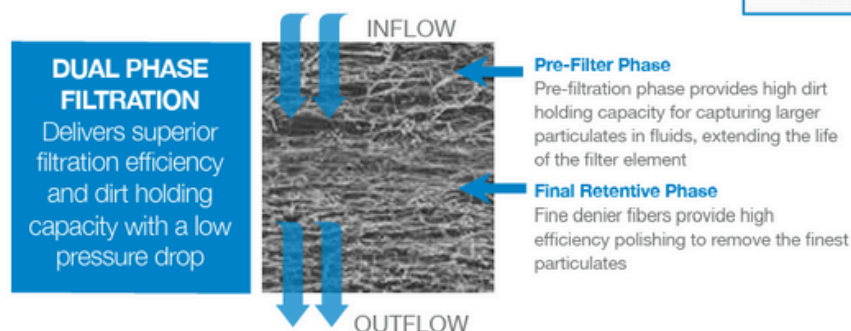 INFLOW
DUAL PHASE
FILTRATION
Delivers superior
filtration efficiency
and dirt holding
capacity with a low
pressure drop
Pre-Filter Phase
Pre-filtration phase provides high dirt
holding capacity for capturing larger
particulates in fluids, extending the life
of the filter element
Final Retentive Phase
Fine denier fibers provide high
efficiency polishing to remove the finest
particulates
OUTFLOW